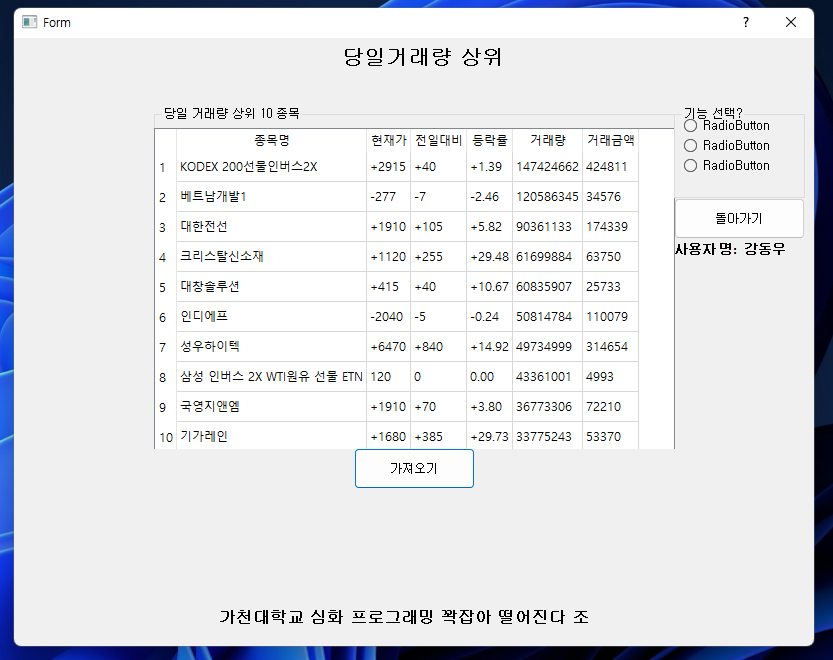 Form
?
당일거래량 상위
당일 거래량 상위 10 종목
종목명 현재가 전일대비 등락률 거래량 거래금액
1 KODEX 200선물인버스2X +2915 +40 +1.39 147424662 424811
2 베트남개발1 -277 -7 -2.46 120586345 34576
3 대한전선 +1910 +105 +5.82 90361133 174339
4 크리스탈신소재 +1120 +255 +29.48 61699884 63750
5 대창솔루션 +415 +40 +10.67 60835907 25733
6 인디에프 -2040 -5 -0.24 50814784 110079
7 성우하이텍 +6470 +840 +14.92 49734999 314654
8 삼성 인버스 2X WTI원유 선물 ETN 120 0 0.00 43361001 4993
9 국영지앤엠 +1910 +70 +3.80 36773306 72210
10 기가레인 +1680 +385 +29.73 33775243 53370
가져오기
기능 선택?
RadioButton
RadioButton
RadioButton
돌아가기
사용자 명: 강동우
가천대학교 심화 프로그래밍 꽉잡아 떨어진다 조